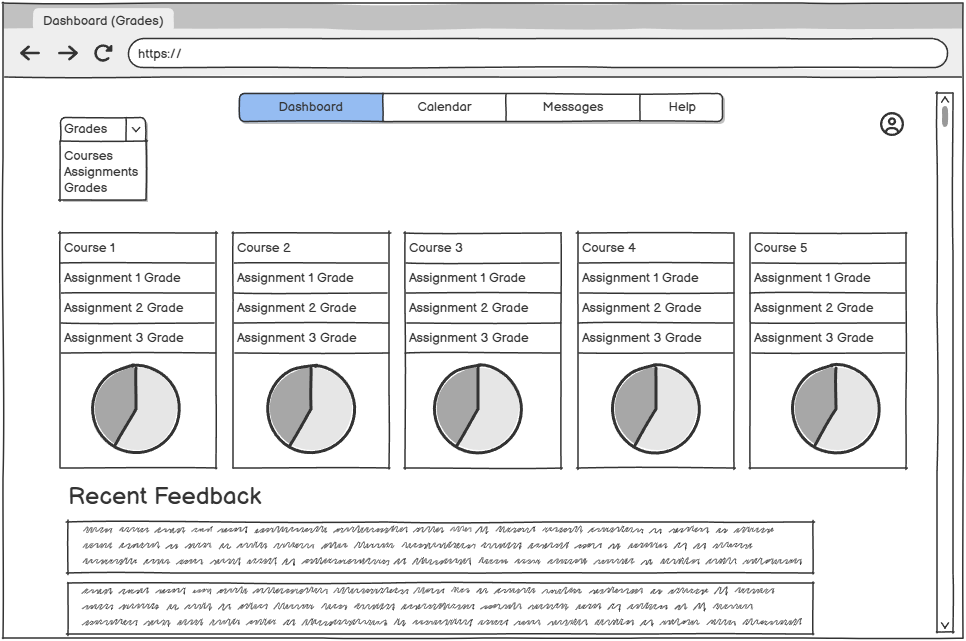 Dashboard (Grades)
https://
Dashboard Calendar Messages Help
Grades
Courses
Assignments
Grades
Course 1
Assignment 1 Grade
Assignment 2 Grade
Assignment 3 Grade
Course 2
Assignment 1 Grade
Assignment 2 Grade
Assignment 3 Grade
Course 3
Assignment 1 Grade
Assignment 2 Grade
Assignment 3 Grade
Course 4
Assignment 1 Grade
Assignment 2 Grade
Assignment 3 Grade
Course 5
Assignment 1 Grade
Assignment 2 Grade
Assignment 3 Grade
Recent Feedback